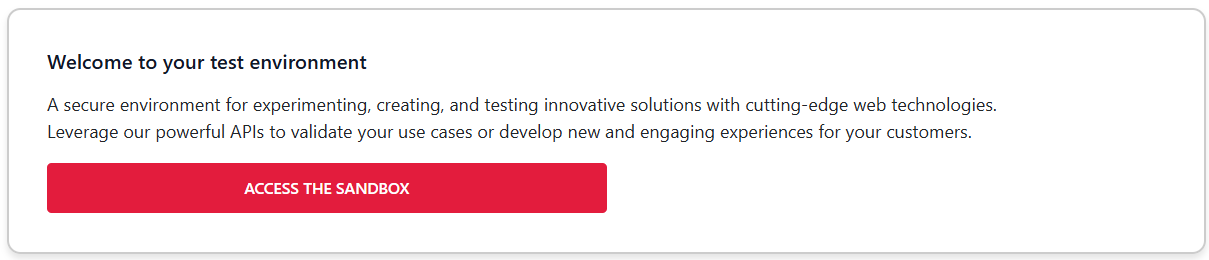 Welcome to your test environment
A secure environment for experimenting, creating, and testing innovative solutions with cutting-edge web technologies.
Leverage our powerful APIs to validate your use cases or develop new and engaging experiences for your customers.
ACCESS THE SANDBOX